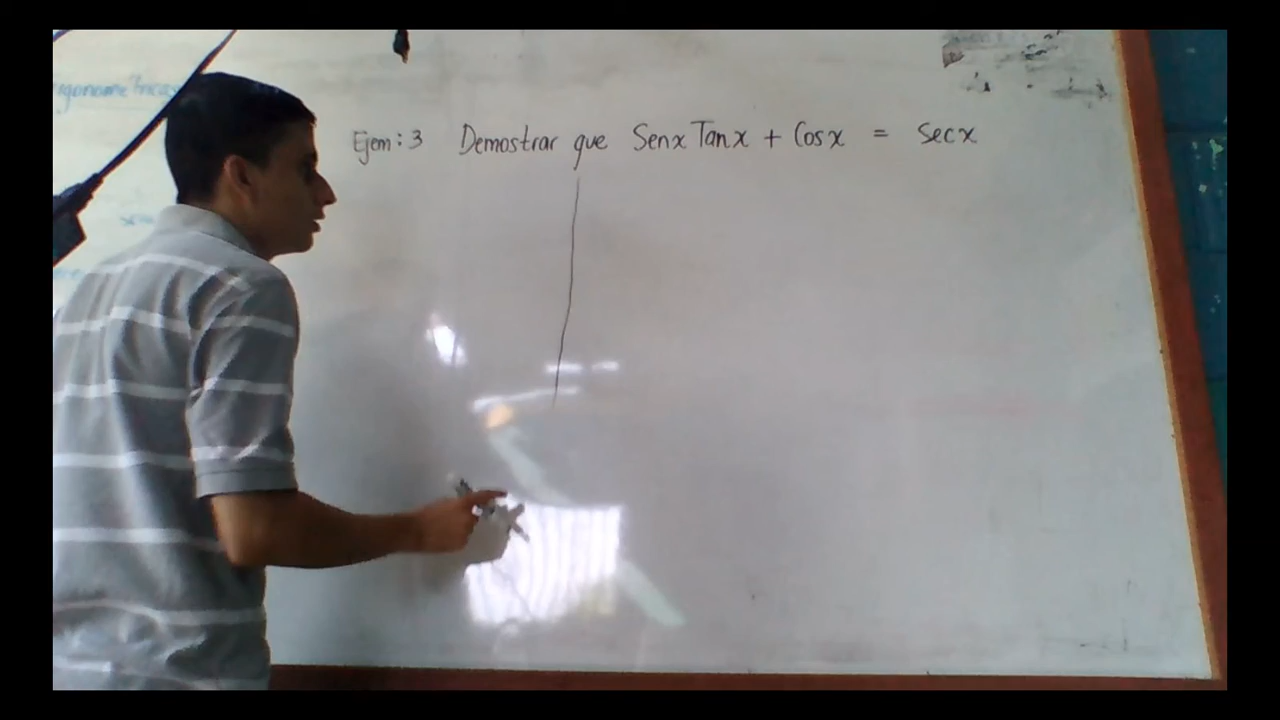 Ejem: 3 Demostrar que Senx Tanx + Cosx = secx